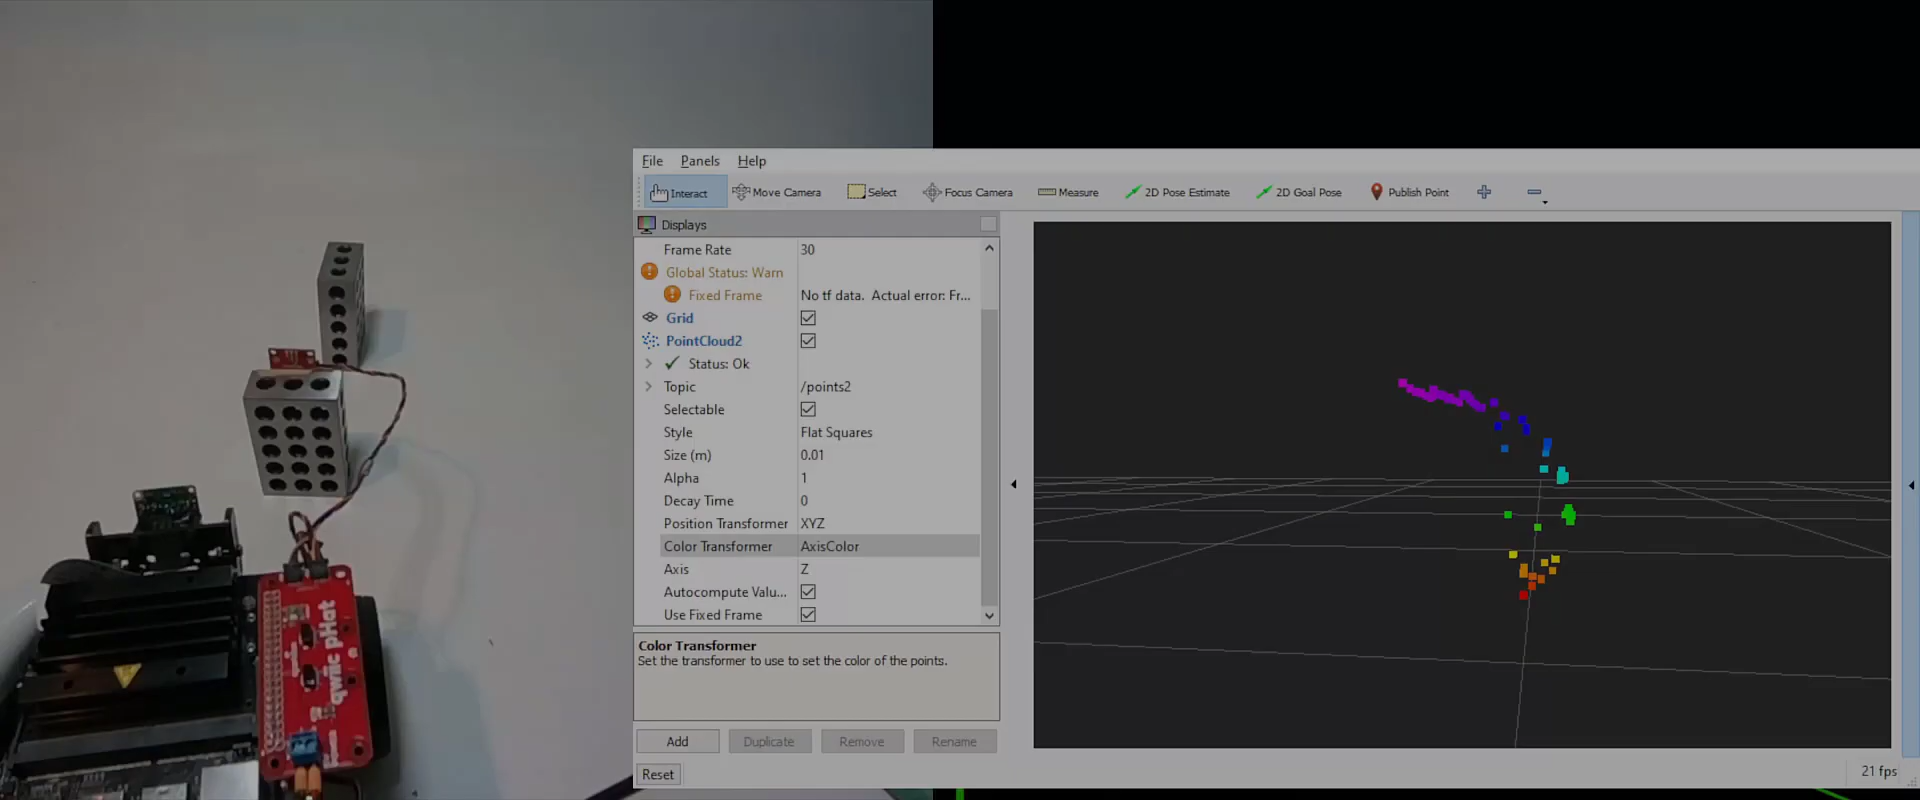 File Panels Help
Interact Move Camera Select Focus Camera Measure 2D Pose Estimate 2D Goal Pose Publish Point
Displays
Frame Rate 30
Global Status: Warn
Fixed Frame No tf data. Actual error: Fr...
Grid
PointCloud2
Status: Ok
Topic /points2
Selectable
Style Flat Squares
Size (m) 0.01
Alpha 1
Decay Time 0
Position Transformer XYZ
Color Transformer AxisColor
Axis Z
Autocompute Valu...
Use Fixed Frame
Color Transformer
Set the transformer to use to set the color of the points.
Add Duplicate Remove Rename
Reset
21 fps
qwiic pHat